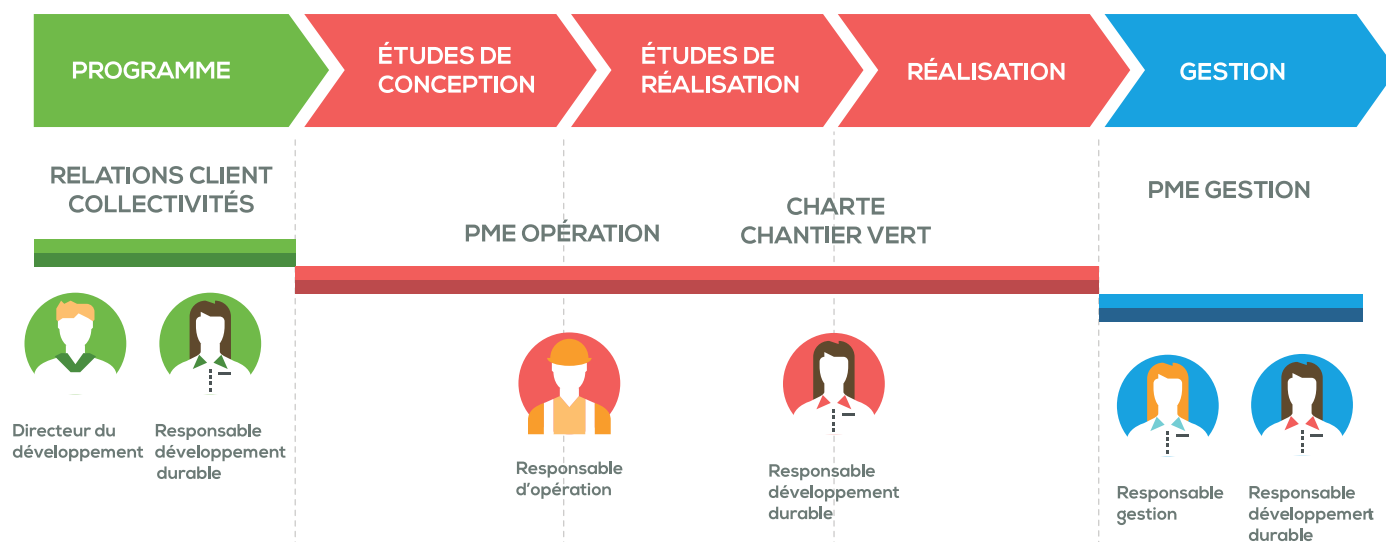 PROGRAMME
ÉTUDES DE
CONCEPTION
ÉTUDES DE
RÉALISATION
RÉALISATION
GESTION
RELATIONS CLIENT
COLLECTIVITÉS
PME OPÉRATION
CHARTE
CHANTIER VERT
PME GESTION
Directeur du
développement
Responsable
développement
durable
Responsable
d'opération
Responsable
développement
durable
Responsable
gestion
Responsable
développement
durable